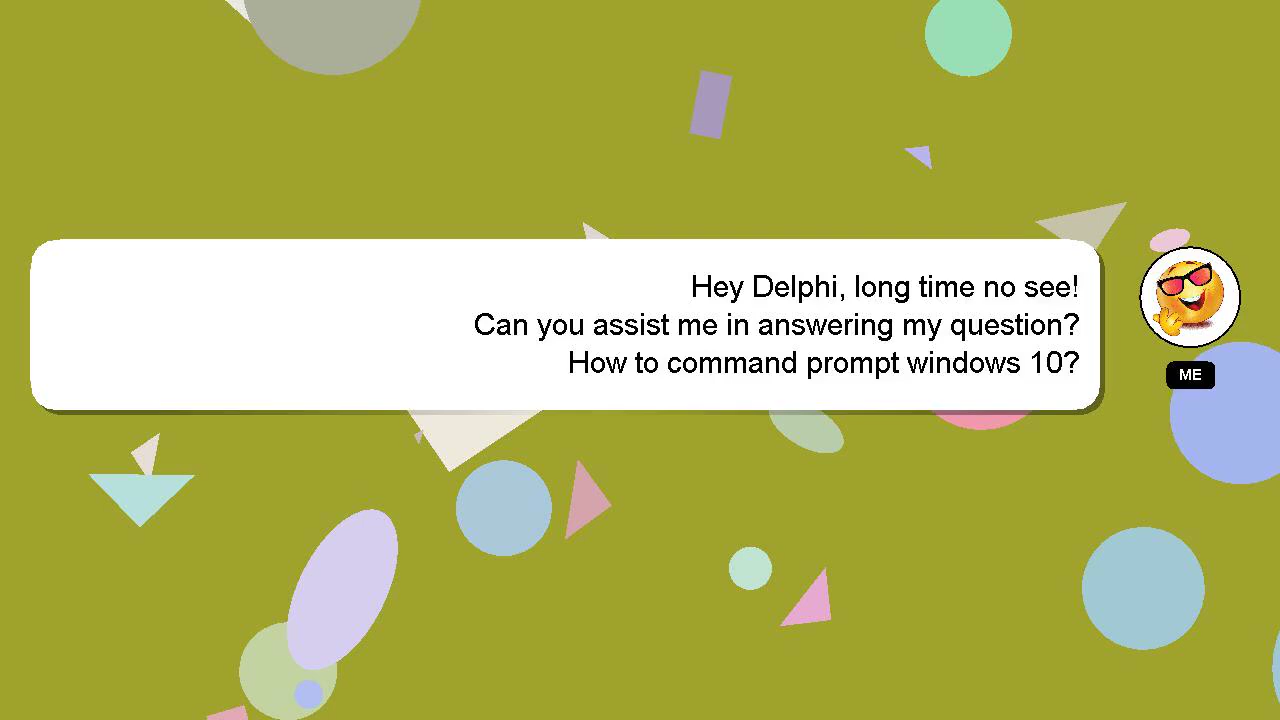 Hey Delphi, long time no see!
Can you assist me in answering my question?
How to command prompt windows 10?
ME